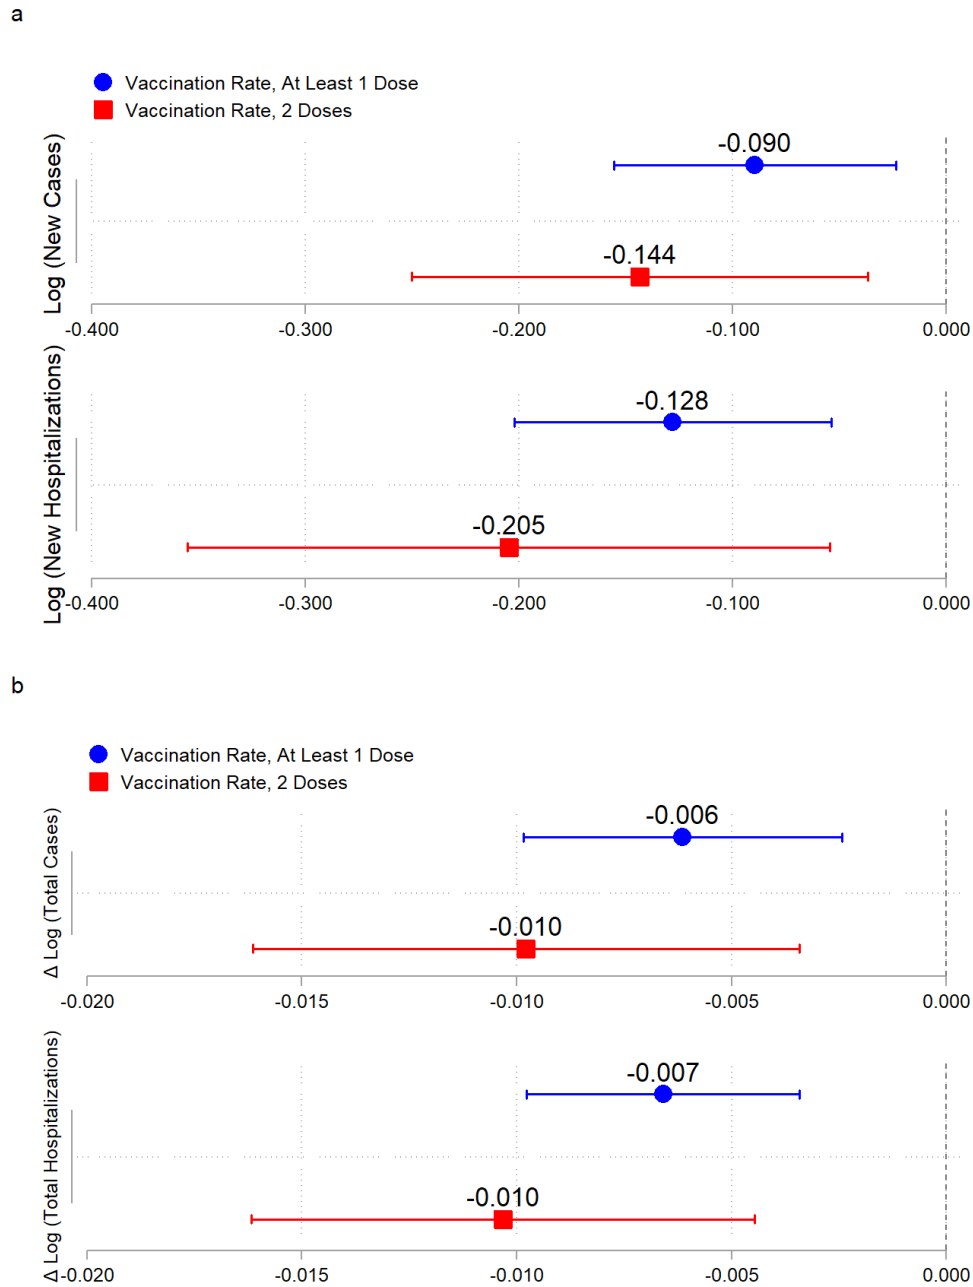 a
Vaccination Rate, At Least 1 Dose
Vaccination Rate, 2 Doses
Log (New Cases)
-0.090
-0.144
-0.400 -0.300 -0.200 -0.100 0.000
Log (New Hospitalizations)
-0.128
-0.205
-0.400 -0.300 -0.200 -0.100 0.000
b
Vaccination Rate, At Least 1 Dose
Vaccination Rate, 2 Doses
Δ Log (Total Cases)
-0.006
-0.010
-0.020 -0.015 -0.010 -0.005 0.000
Δ Log (Total Hospitalizations)
-0.007
-0.010
-0.020 -0.015 -0.010 -0.005 0.000